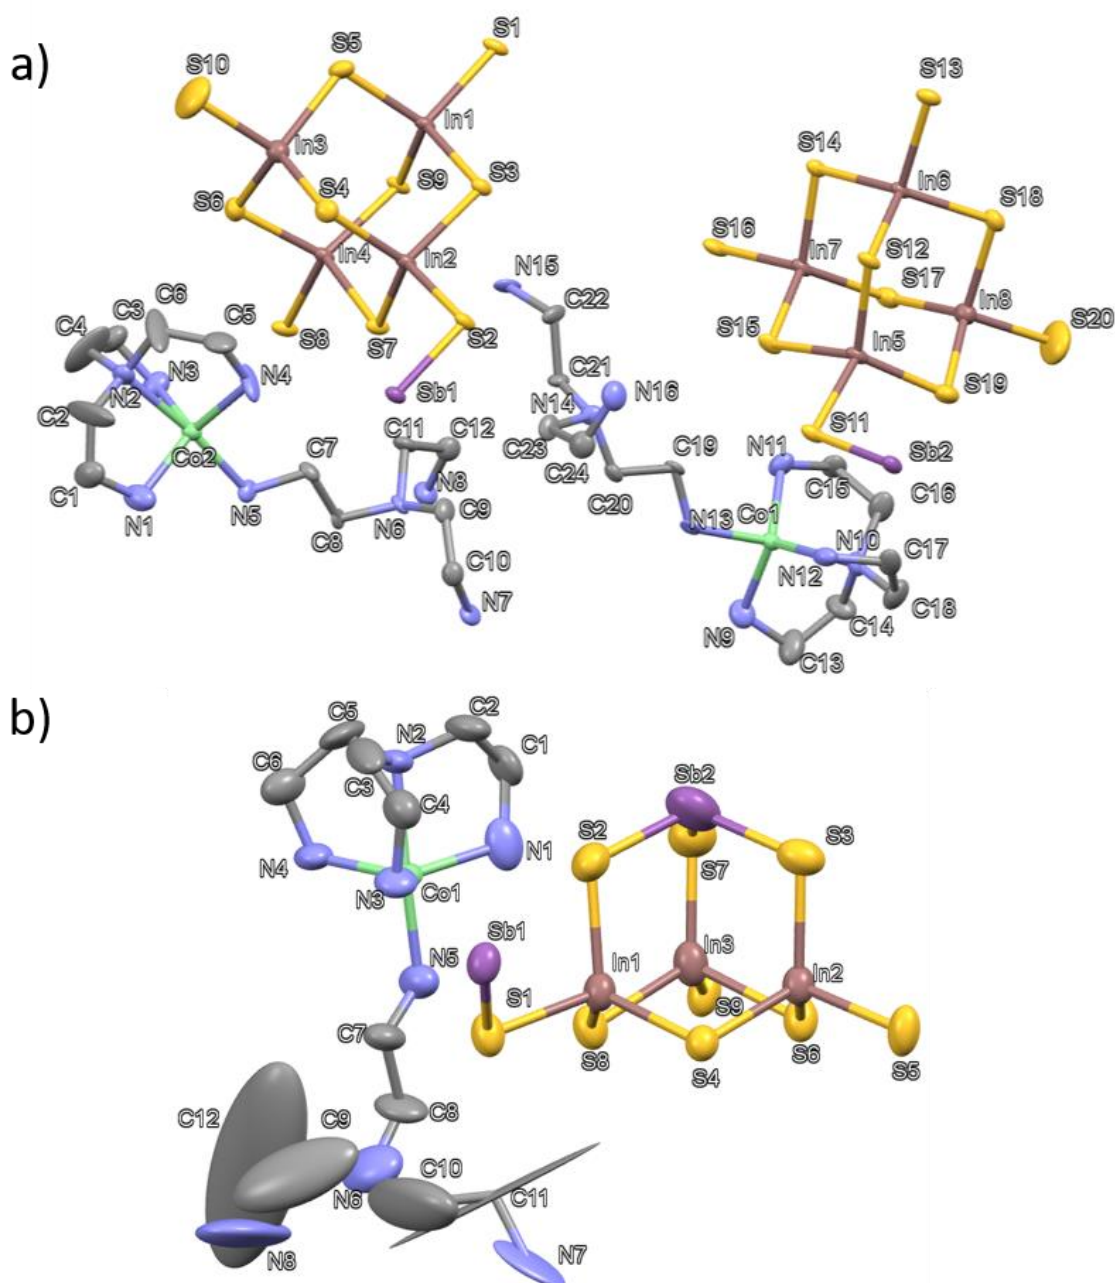 a)
S1
S5
S10
In1
In3
S9
S3
S4
S6
In4
In2
N15
C22
S8
S7
S2
C6
C3
C4
C5
N3
N4
N2
C2
Co2
Sb1
C21
N14
N16
C11
C12
C23
C24
C19
C1
N1
N5
C7
N8
C8
N6
C9
C20
C10
N7
S13
S14
In6
S18
S16
In7
S12
S17
In8
S20
S15
In5
S19
S11
N11
Sb2
C15
C16
N13
Co1
N10
C17
N12
C18
N9
C14
C13
b)
C5
N2
C2
C1
C6
C3
C4
Sb2
S2
S3
N4
N1
S7
N3
Co1
Sb1
In3
N5
In1
In2
S1
S9
C7
S8
S4
S6
S5
C12
C9
C8
N6
C10
C11
N8
N7